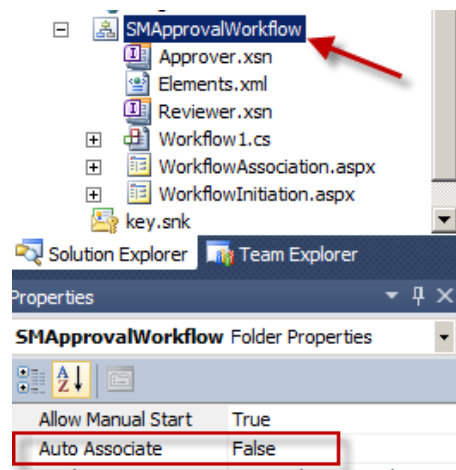 SMApprovalWorkflow
Approver.xsn
Elements.xml
Reviewer.xsn
Workflow1.cs
WorkflowAssociation.aspx
WorkflowInitiation.aspx
key.snk
Solution Explorer Team Explorer
Properties
SMApprovalWorkflow Folder Properties
Allow Manual Start True
Auto Associate False